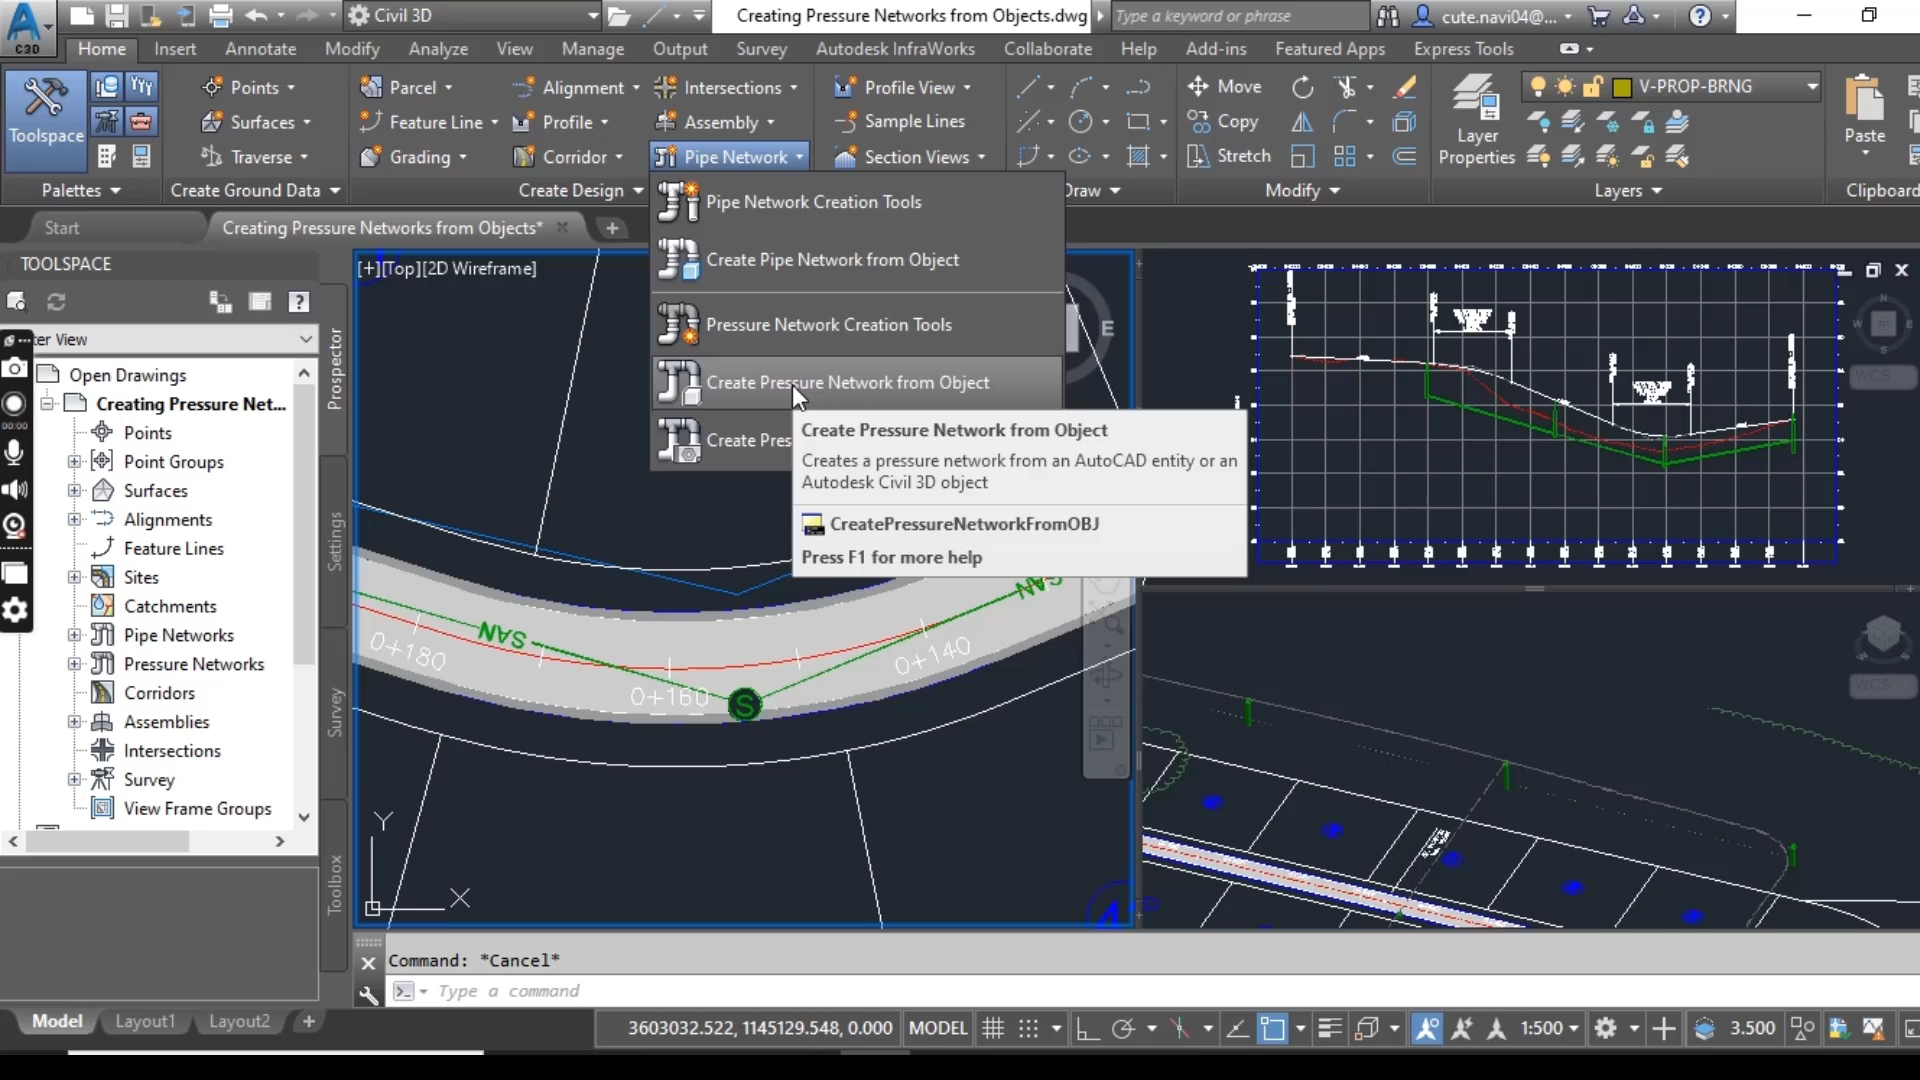 Civil 3D
Creating Pressure Networks from Objects.dwg
Type a keyword or phrase
cute.navi04@...
C3D
Home Insert Annotate Modify Analyze View Manage Output Survey Autodesk InfraWorks Collaborate Help Add-ins Featured Apps Express Tools
Points Parcel Alignment Intersections Profile View Move V-PROP-BRNG
Toolspace Surfaces Feature Line Profile Assembly Sample Lines Copy Layer Properties Paste
Traverse Grading Corridor Pipe Network Section Views Stretch
Palettes Create Ground Data Create Design Draw Modify Layers Clipboard
Start
Creating Pressure Networks from Objects*
Pipe Network Creation Tools
Create Pipe Network from Object
Pressure Network Creation Tools
Create Pressure Network from Object
Create Pres
Create Pressure Network from Object
Creates a pressure network from an AutoCAD entity or an
Autodesk Civil 3D object
CreatePressureNetworkFromOBJ
Press F1 for more help
TOOLSPACE
ter View
Open Drawings
Creating Pressure Net...
Points
Point Groups
Surfaces
Alignments
Feature Lines
Sites
Catchments
Pipe Networks
Pressure Networks
Corridors
Assemblies
Intersections
Survey
View Frame Groups
00:00
Prospector
Settings
Survey
Toolbox
[+][Top][2D Wireframe]
E
SAN
SAN
0+180
0+160
0+140
S
4
Y
X
N
W
E
S
WCS
WCS
Command: *Cancel*
Type a command
Model Layout1 Layout2
3603032.522, 1145129.548, 0.000 MODEL 1:500 3.500